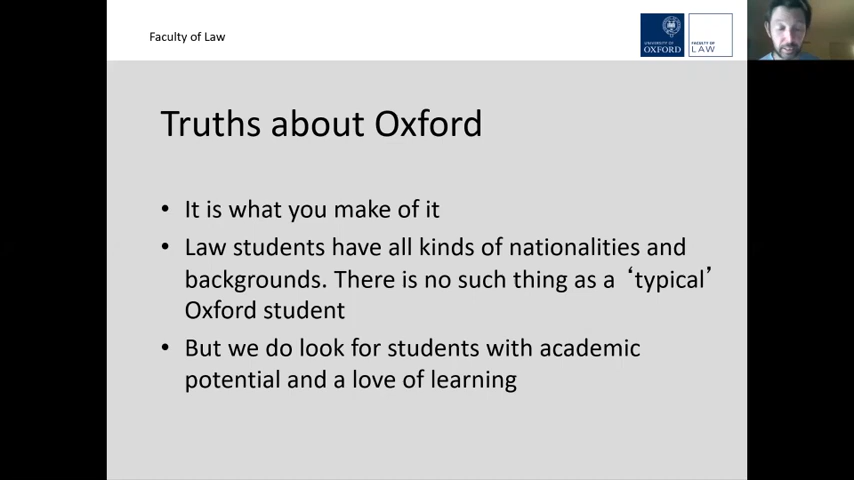 Faculty of Law
UNIVERSITY OF
OXFORD
FACULTY OF
LAW
Truths about Oxford
• It is what you make of it
• Law students have all kinds of nationalities and
backgrounds. There is no such thing as a ‘typical’
Oxford student
• But we do look for students with academic
potential and a love of learning